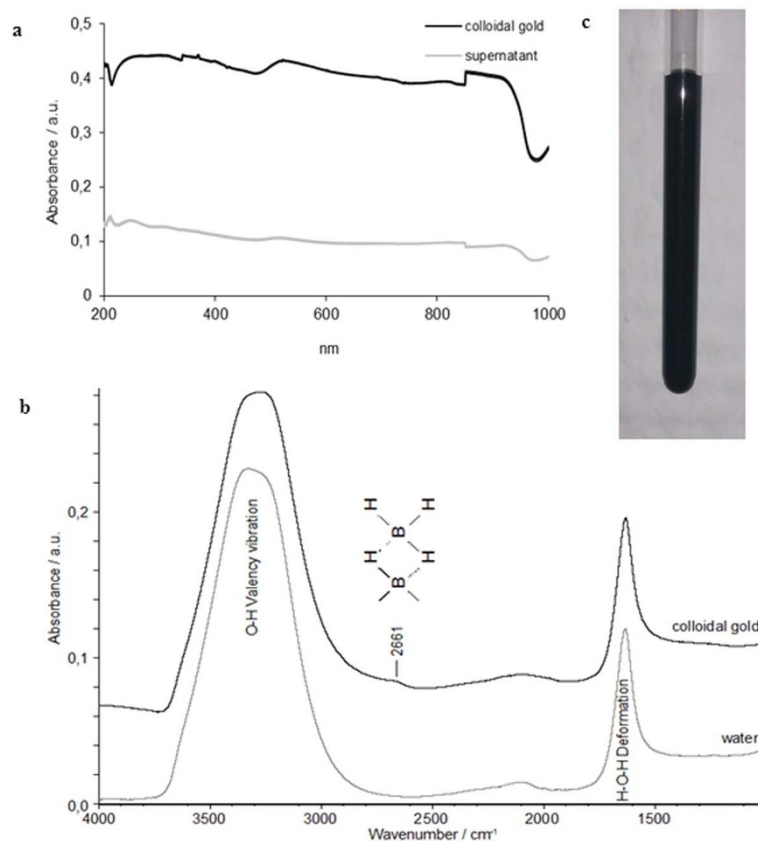 a
0,5
0,4
0,3
0,2
0,1
0
Absorbance / a.u.
200
400
600
800
1000
nm
colloidal gold
supernatant
c
b
0,2
0,1
0,0
Absorbance / a.u.
O-H Valency vibration
H H
B
H H
B
2661
H-O-H Deformation
colloidal gold
water
4000
3500
3000
2500
2000
1500
Wavenumber / cm⁻¹